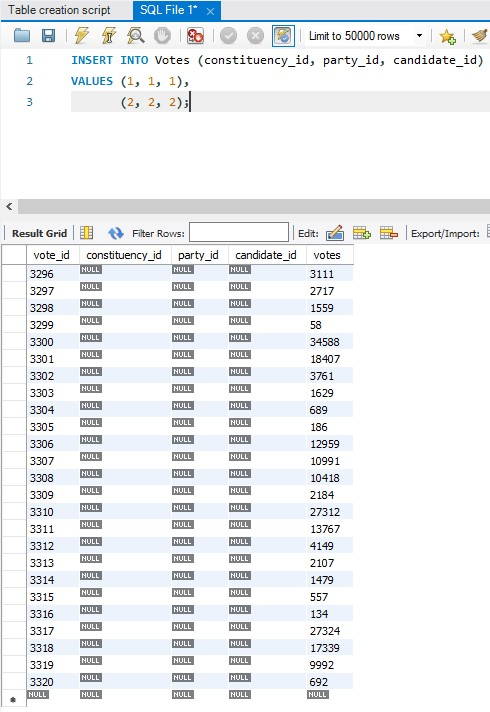 Table creation script SQL File 1* ×
Limit to 50000 rows
1 INSERT INTO Votes (constituency_id, party_id, candidate_id)
2 VALUES (1, 1, 1),
3 (2, 2, 2);
Result Grid Filter Rows: Edit: Export/Import:
vote_id constituency_id party_id candidate_id votes
3296 NULL NULL NULL 3111
3297 NULL NULL NULL 2717
3298 NULL NULL NULL 1559
3299 NULL NULL NULL 58
3300 NULL NULL NULL 34588
3301 NULL NULL NULL 18407
3302 NULL NULL NULL 3761
3303 NULL NULL NULL 1629
3304 NULL NULL NULL 689
3305 NULL NULL NULL 186
3306 NULL NULL NULL 12959
3307 NULL NULL NULL 10991
3308 NULL NULL NULL 10418
3309 NULL NULL NULL 2184
3310 NULL NULL NULL 27312
3311 NULL NULL NULL 13767
3312 NULL NULL NULL 4149
3313 NULL NULL NULL 2107
3314 NULL NULL NULL 1479
3315 NULL NULL NULL 557
3316 NULL NULL NULL 134
3317 NULL NULL NULL 27324
3318 NULL NULL NULL 17339
3319 NULL NULL NULL 9992
3320 NULL NULL NULL 692
NULL NULL NULL NULL NULL